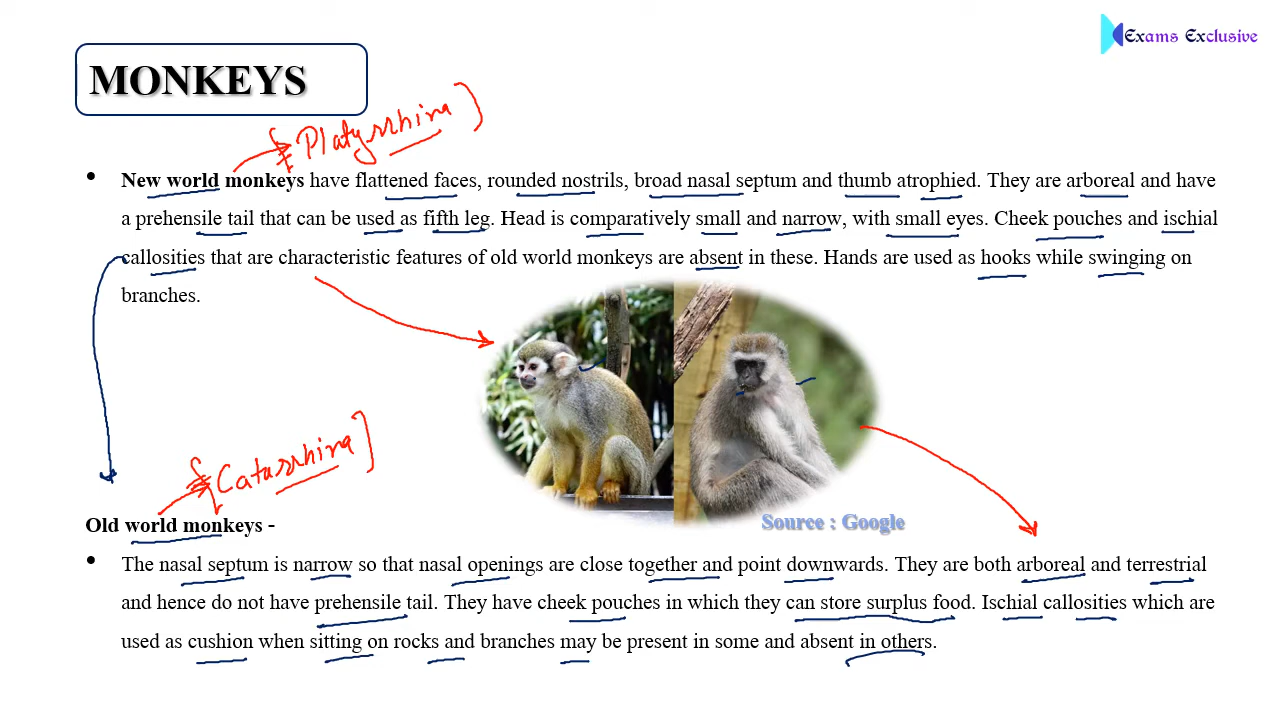 Exams Exclusive
MONKEYS
[Platyrrhina]
• New world monkeys have flattened faces, rounded nostrils, broad nasal septum and thumb atrophied. They are arboreal and have
a prehensile tail that can be used as fifth leg. Head is comparatively small and narrow, with small eyes. Cheek pouches and ischial
callosities that are characteristic features of old world monkeys are absent in these. Hands are used as hooks while swinging on
branches.
[Catarrhina]
Old world monkeys -
Source : Google
• The nasal septum is narrow so that nasal openings are close together and point downwards. They are both arboreal and terrestrial
and hence do not have prehensile tail. They have cheek pouches in which they can store surplus food. Ischial callosities which are
used as cushion when sitting on rocks and branches may be present in some and absent in others.